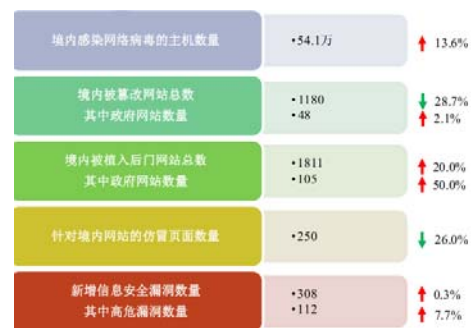 境内感染网络病毒的主机数量
•54.1万
↑ 13.6%
境内被篡改网站总数
•1180
↓ 28.7%
其中政府网站数量
•48
↑ 2.1%
境内被植入后门网站总数
•1811
↑ 20.0%
其中政府网站数量
•105
↑ 50.0%
针对境内网站的仿冒页面数量
•250
↓ 26.0%
新增信息安全漏洞数量
•308
↑ 0.3%
其中高危漏洞数量
•112
↑ 7.7%